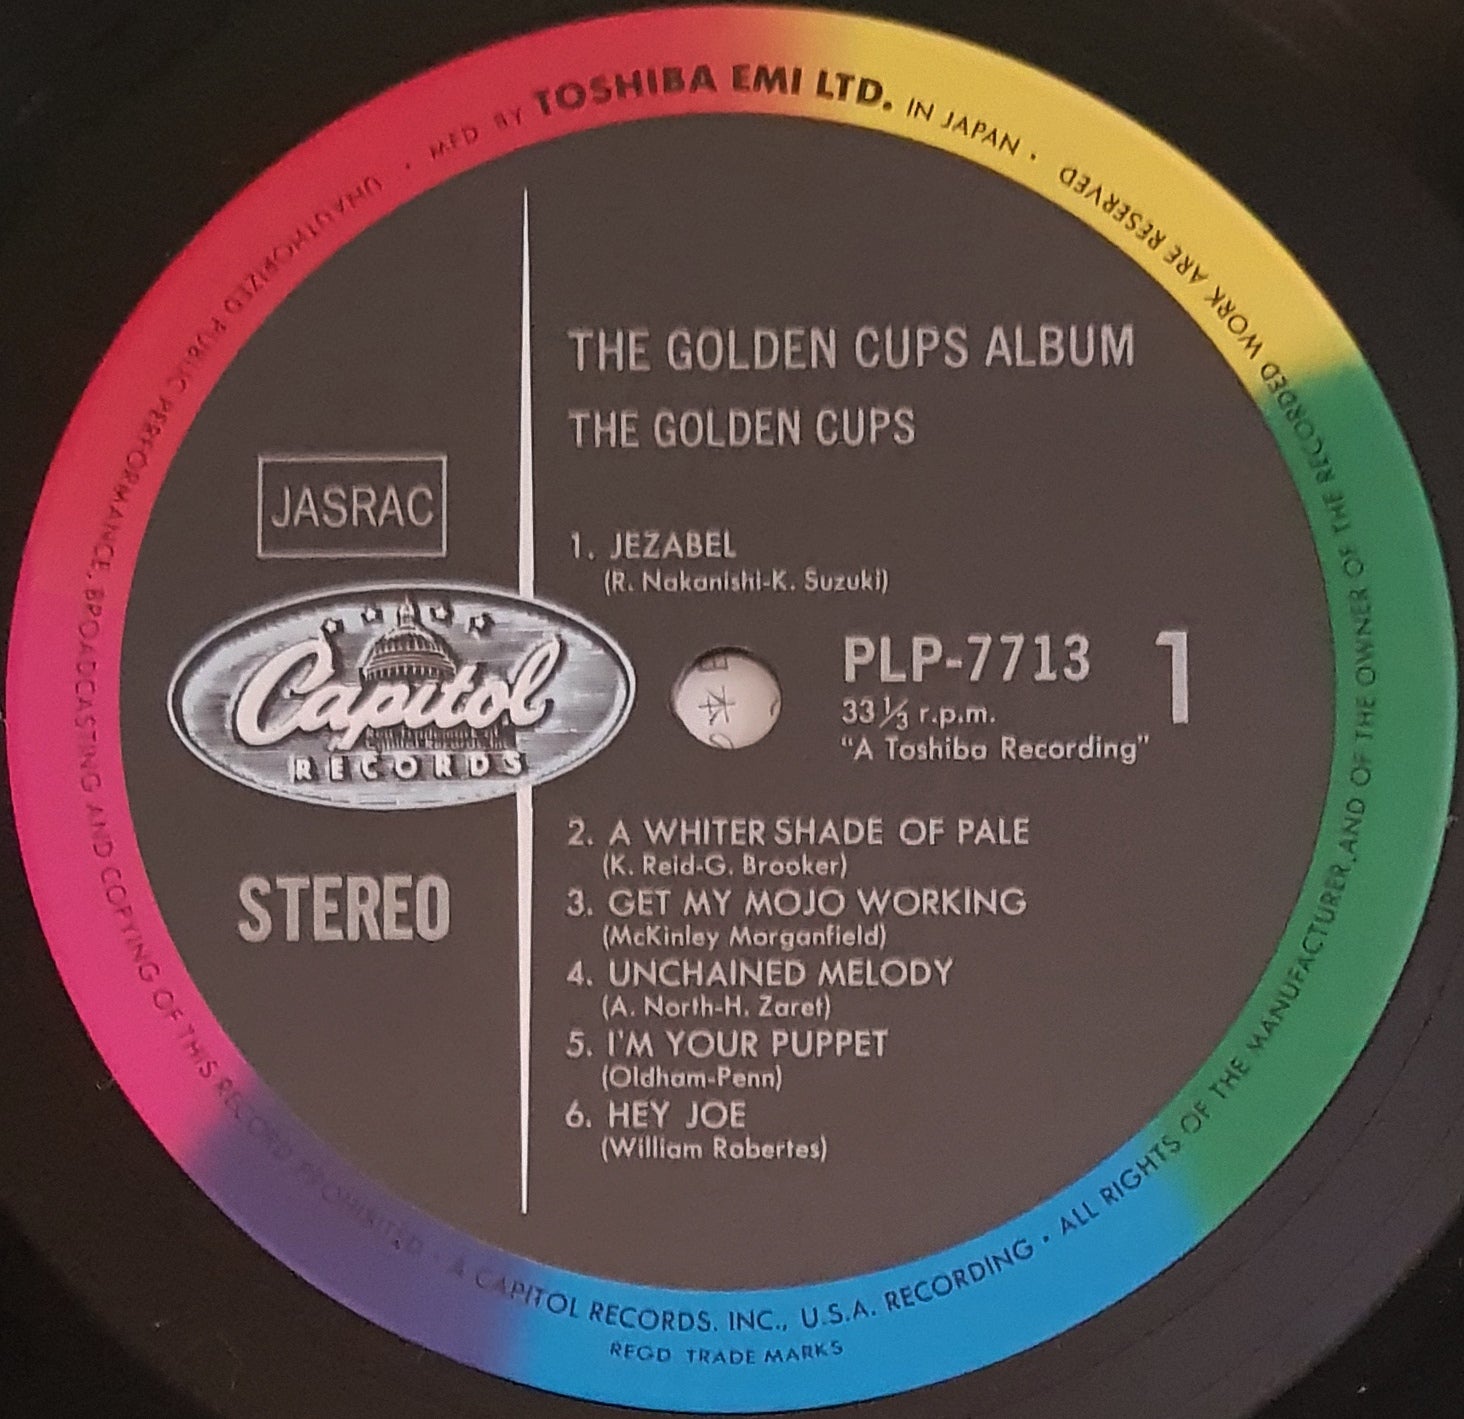 MFD BY TOSHIBA EMI LTD. IN JAPAN •
THE GOLDEN CUPS ALBUM
THE GOLDEN CUPS
JASRAC
1. JEZABEL
(R. Nakanishi-K. Suzuki)
Capitol
RECORDS
PLP-7713 1
33 1/3 r.p.m.
"A Toshiba Recording"
STEREO
2. A WHITER SHADE OF PALE
(K. Reid-G. Brooker)
3. GET MY MOJO WORKING
(McKinley Morganfield)
4. UNCHAINED MELODY
(A. North-H. Zaret)
5. I'M YOUR PUPPET
(Oldham-Penn)
6. HEY JOE
(William Robertes)
UNAUTHORIZED PUBLIC PERFORMANCE, BROADCASTING AND COPYING OF THIS RECORD PROHIBITED • A CAPITOL RECORDS. INC., U.S.A. RECORDING • ALL RIGHTS OF THE MANUFACTURER, AND OF THE OWNER OF THE RECORDED WORK ARE RESERVED
REGD TRADE MARKS